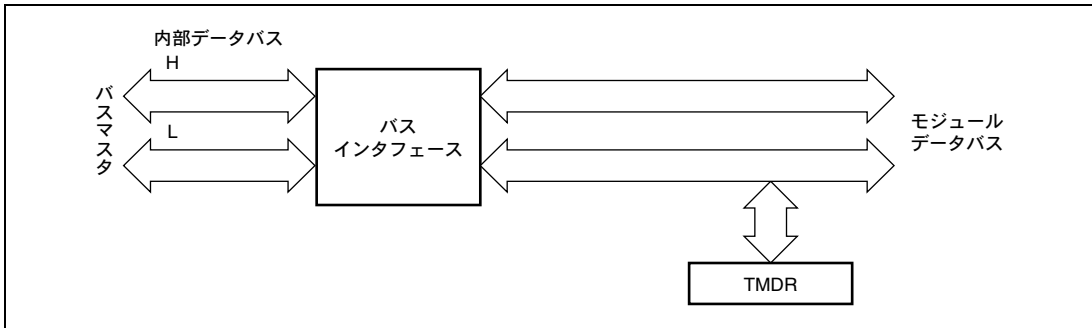 内部データバス
H
バスマスタ
L
バス
インタフェース
モジュール
データバス
TMDR